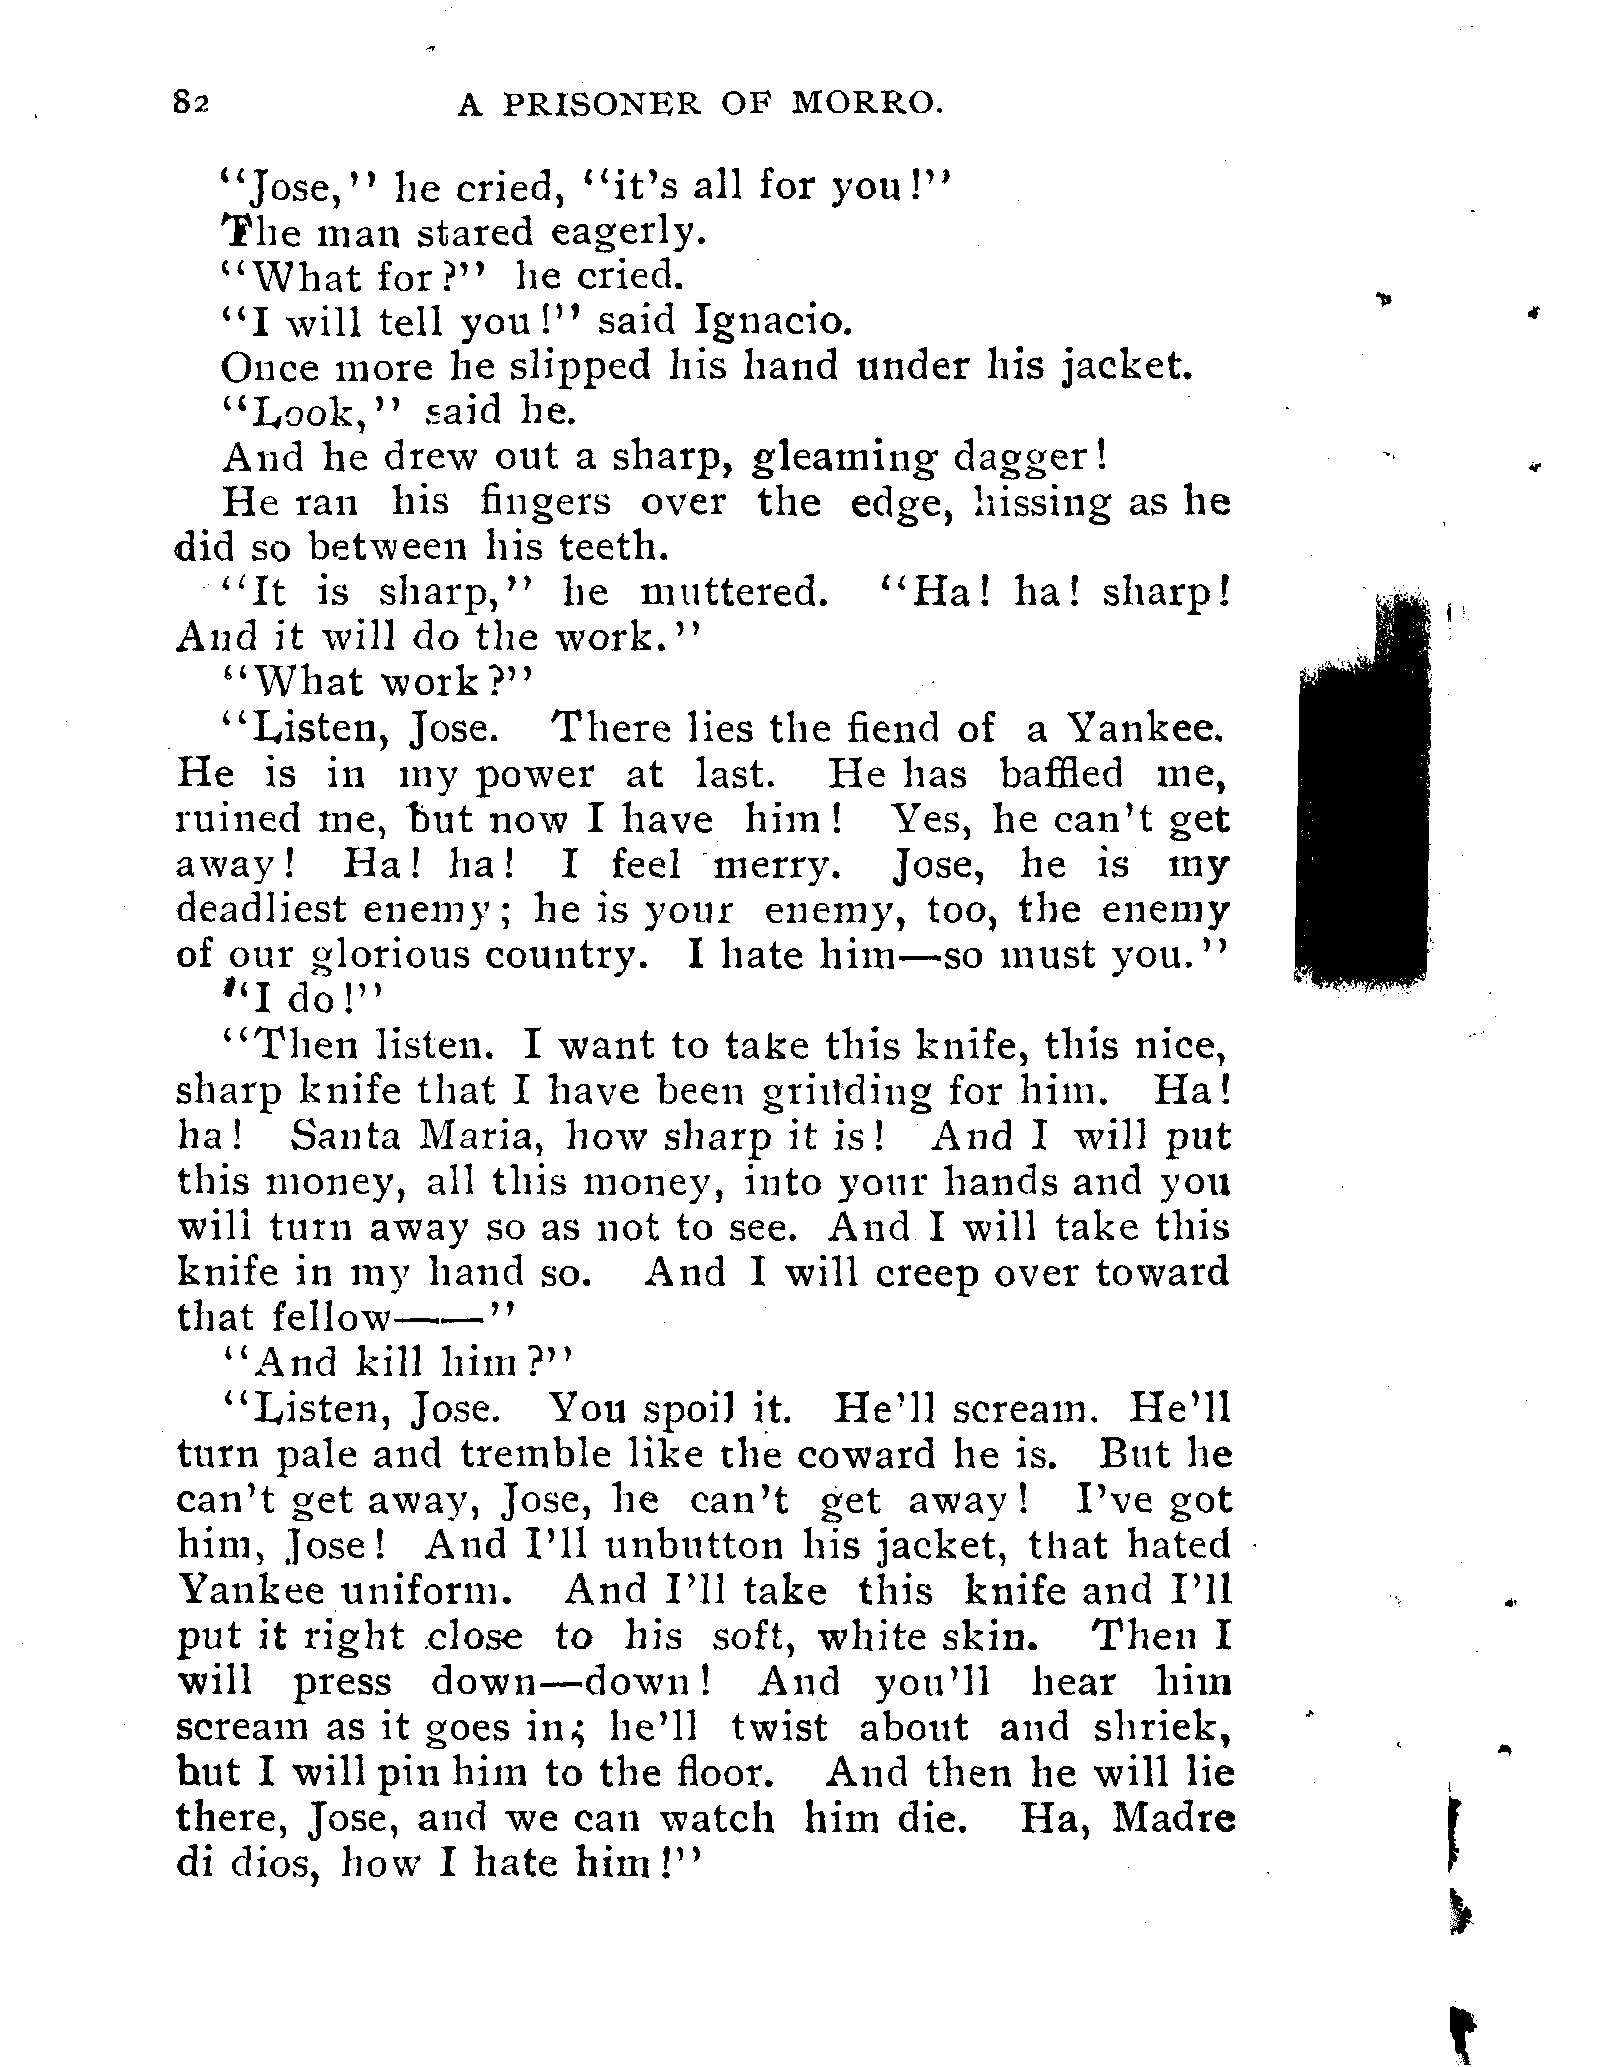 82 A PRISONER OF MORRO.
"Jose," he cried, "it's all for you!"
The man stared eagerly.
"What for?" he cried.
"I will tell you!" said Ignacio.
Once more he slipped his hand under his jacket.
"Look," said he.
And he drew out a sharp, gleaming dagger!
He ran his fingers over the edge, hissing as he
did so between his teeth.
"It is sharp," he muttered. "Ha! ha! sharp!
And it will do the work."
"What work?"
"Listen, Jose. There lies the fiend of a Yankee.
He is in my power at last. He has baffled me,
ruined me, but now I have him! Yes, he can't get
away! Ha! ha! I feel merry. Jose, he is my
deadliest enemy; he is your enemy, too, the enemy
of our glorious country. I hate him—so must you."
"I do!"
"Then listen. I want to take this knife, this nice,
sharp knife that I have been grinding for him. Ha!
ha! Santa Maria, how sharp it is! And I will put
this money, all this money, into your hands and you
will turn away so as not to see. And I will take this
knife in my hand so. And I will creep over toward
that fellow——"
"And kill him?"
"Listen, Jose. You spoil it. He'll scream. He'll
turn pale and tremble like the coward he is. But he
can't get away, Jose, he can't get away! I've got
him, Jose! And I'll unbutton his jacket, that hated
Yankee uniform. And I'll take this knife and I'll
put it right close to his soft, white skin. Then I
will press down—down! And you'll hear him
scream as it goes in; he'll twist about and shriek,
but I will pin him to the floor. And then he will lie
there, Jose, and we can watch him die. Ha, Madre
di dios, how I hate him!"